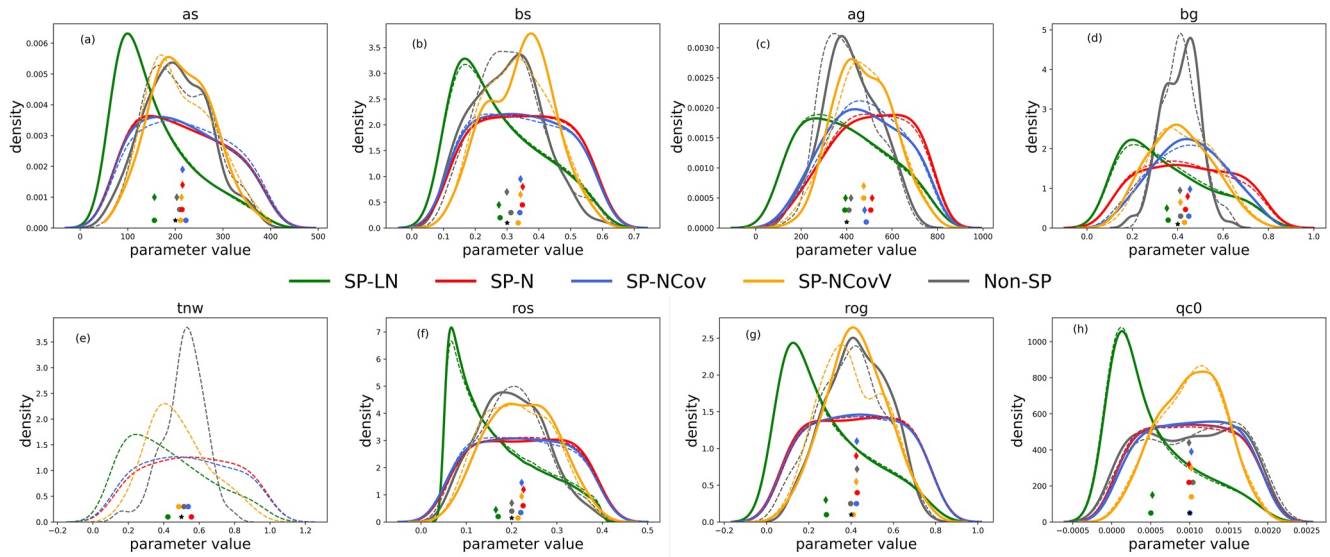 as
(a)
density
0.006
0.005
0.004
0.003
0.002
0.001
0.000
0 100 200 300 400 500
parameter value
bs
(b)
density
3.5
3.0
2.5
2.0
1.5
1.0
0.5
0.0
0.0 0.1 0.2 0.3 0.4 0.5 0.6 0.7
parameter value
ag
(c)
density
0.0030
0.0025
0.0020
0.0015
0.0010
0.0005
0.0000
0 200 400 600 800 1000
parameter value
bg
(d)
density
5
4
3
2
1
0
0.0 0.2 0.4 0.6 0.8 1.0
parameter value
SP-LN SP-N SP-NCov SP-NCovV Non-SP
tnw
(e)
density
3.5
3.0
2.5
2.0
1.5
1.0
0.5
0.0
−0.2 0.0 0.2 0.4 0.6 0.8 1.0 1.2
parameter value
ros
(f)
density
7
6
5
4
3
2
1
0
0.0 0.1 0.2 0.3 0.4 0.5
parameter value
rog
(g)
density
2.5
2.0
1.5
1.0
0.5
0.0
−0.2 0.0 0.2 0.4 0.6 0.8 1.0
parameter value
qc0
(h)
density
1000
800
600
400
200
0
−0.0005 0.0000 0.0005 0.0010 0.0015 0.0020 0.0025
parameter value